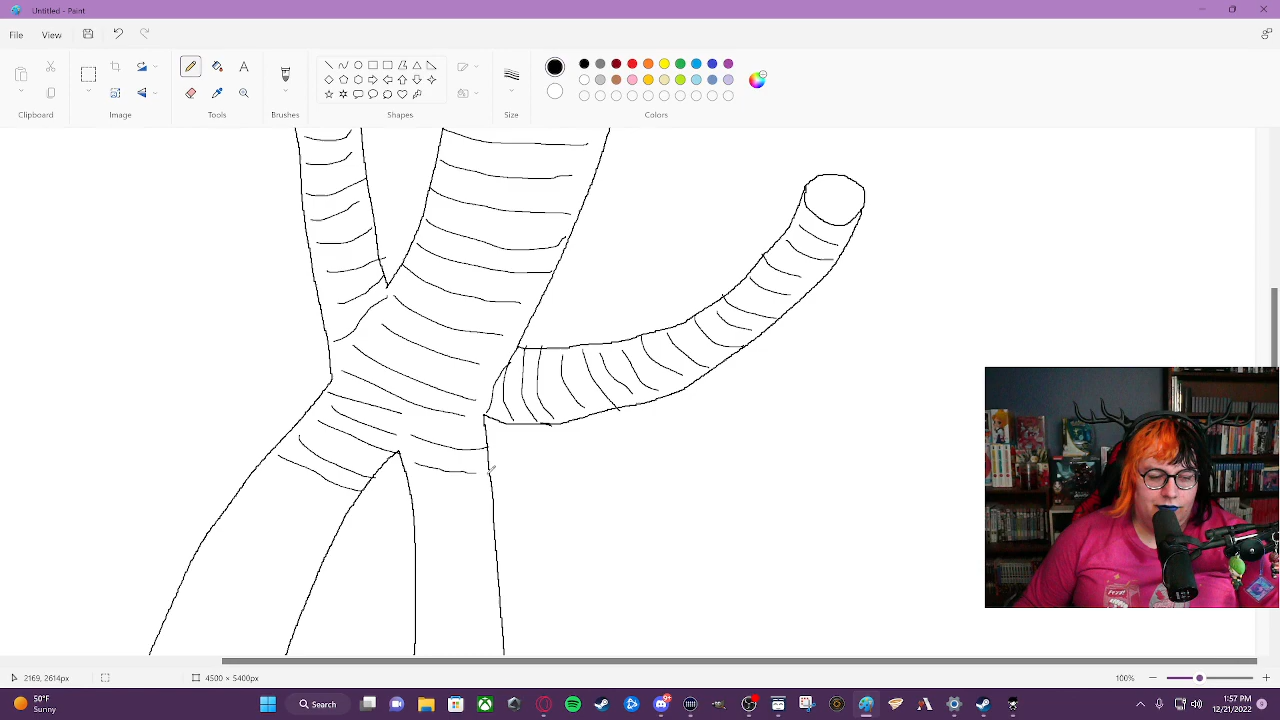 Untitled - Paint
File View
Clipboard Image Tools Brushes Shapes Size Colors
2169, 2614px 4500 × 5400px 100%
50°F
Sunny
Search
1:57 PM
12/21/2022